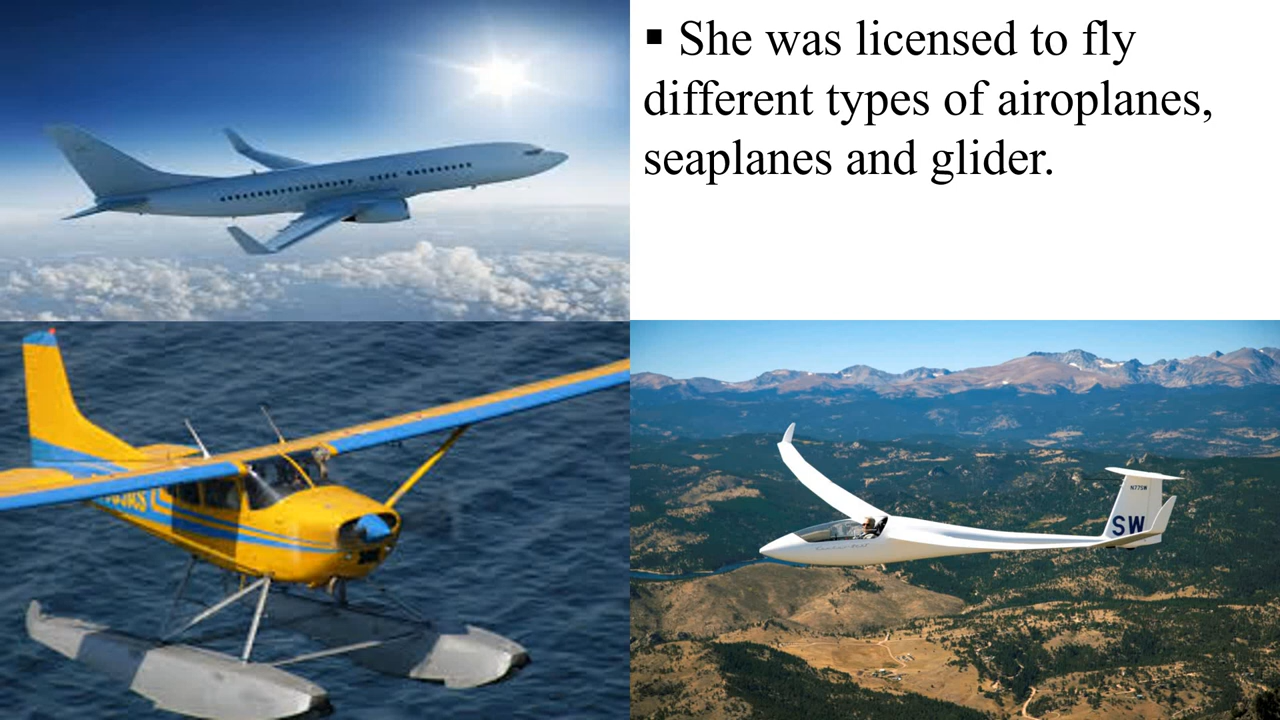 ▪ She was licensed to fly
different types of airoplanes,
seaplanes and glider.
SW